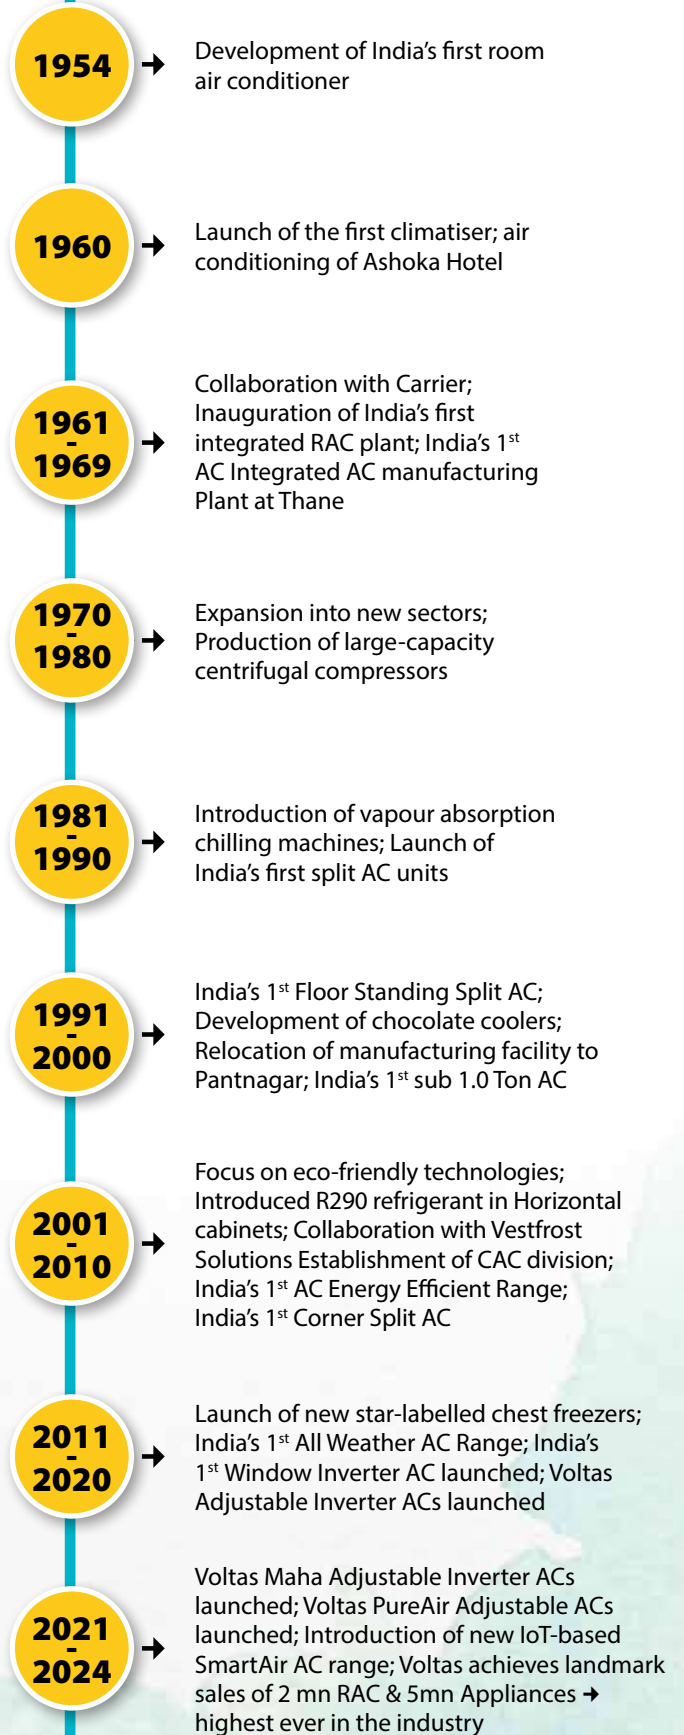 1954
Development of India’s first room
air conditioner
1960
Launch of the first climatiser; air
conditioning of Ashoka Hotel
1961
-
1969
Collaboration with Carrier;
Inauguration of India’s first
integrated RAC plant; India’s 1st
AC Integrated AC manufacturing
Plant at Thane
1970
-
1980
Expansion into new sectors;
Production of large-capacity
centrifugal compressors
1981
-
1990
Introduction of vapour absorption
chilling machines; Launch of
India’s first split AC units
1991
-
2000
India’s 1st Floor Standing Split AC;
Development of chocolate coolers;
Relocation of manufacturing facility to
Pantnagar; India’s 1st sub 1.0 Ton AC
2001
-
2010
Focus on eco-friendly technologies;
Introduced R290 refrigerant in Horizontal
cabinets; Collaboration with Vestfrost
Solutions Establishment of CAC division;
India’s 1st AC Energy Efficient Range;
India’s 1st Corner Split AC
2011
-
2020
Launch of new star-labelled chest freezers;
India’s 1st All Weather AC Range; India’s
1st Window Inverter AC launched; Voltas
Adjustable Inverter ACs launched
2021
-
2024
Voltas Maha Adjustable Inverter ACs
launched; Voltas PureAir Adjustable ACs
launched; Introduction of new IoT-based
SmartAir AC range; Voltas achieves landmark
sales of 2 mn RAC & 5mn Appliances →
highest ever in the industry